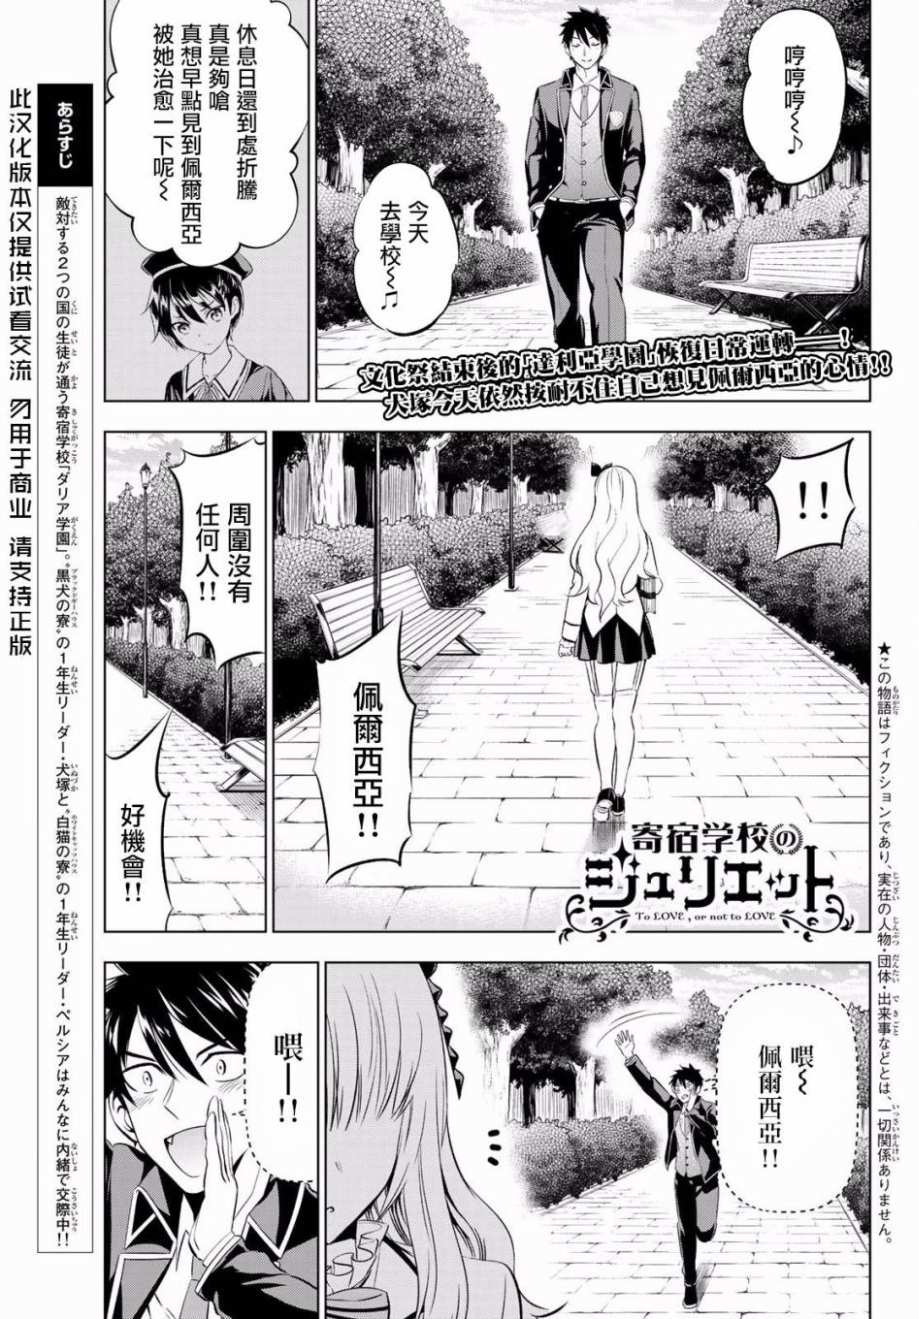 哼哼哼～♪
今天
去學校～♫
休息日還到處折騰
真是夠嗆
真想早點見到佩爾西亞
被她治愈一下呢～
文化祭結束後的「達利亞學園」恢復日常運轉——！
犬塚今天依然按耐不住自己想見佩爾西亞的心情!!
！！
佩爾西亞!!
周圍沒有
任何人!!
好機會!!
寄宿学校の
ジュリエット
To LOVE , or not to LOVE
喂～
佩爾西亞!!
喂ー!!
★この物語はフィクションであり、実在の人物・団体・出来事などとは、一切関係ありません。
あらすじ
敵対する２つの国の生徒が通う寄宿学校「ダリア学園」。“黒犬の寮”の１年生リーダー・犬塚と“白猫の寮”の１年生リーダー・ペルシアはみんなに内緒で交際中!!
此汉化版本仅提供试看交流 勿用于商业 请支持正版